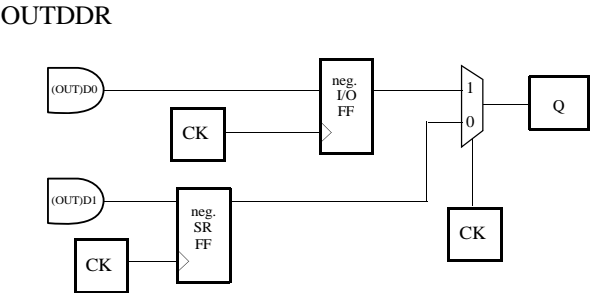 OUTDDR
(OUT)D0
neg.
I/O
FF
1
0
Q
CK
(OUT)D1
neg.
SR
FF
CK
CK